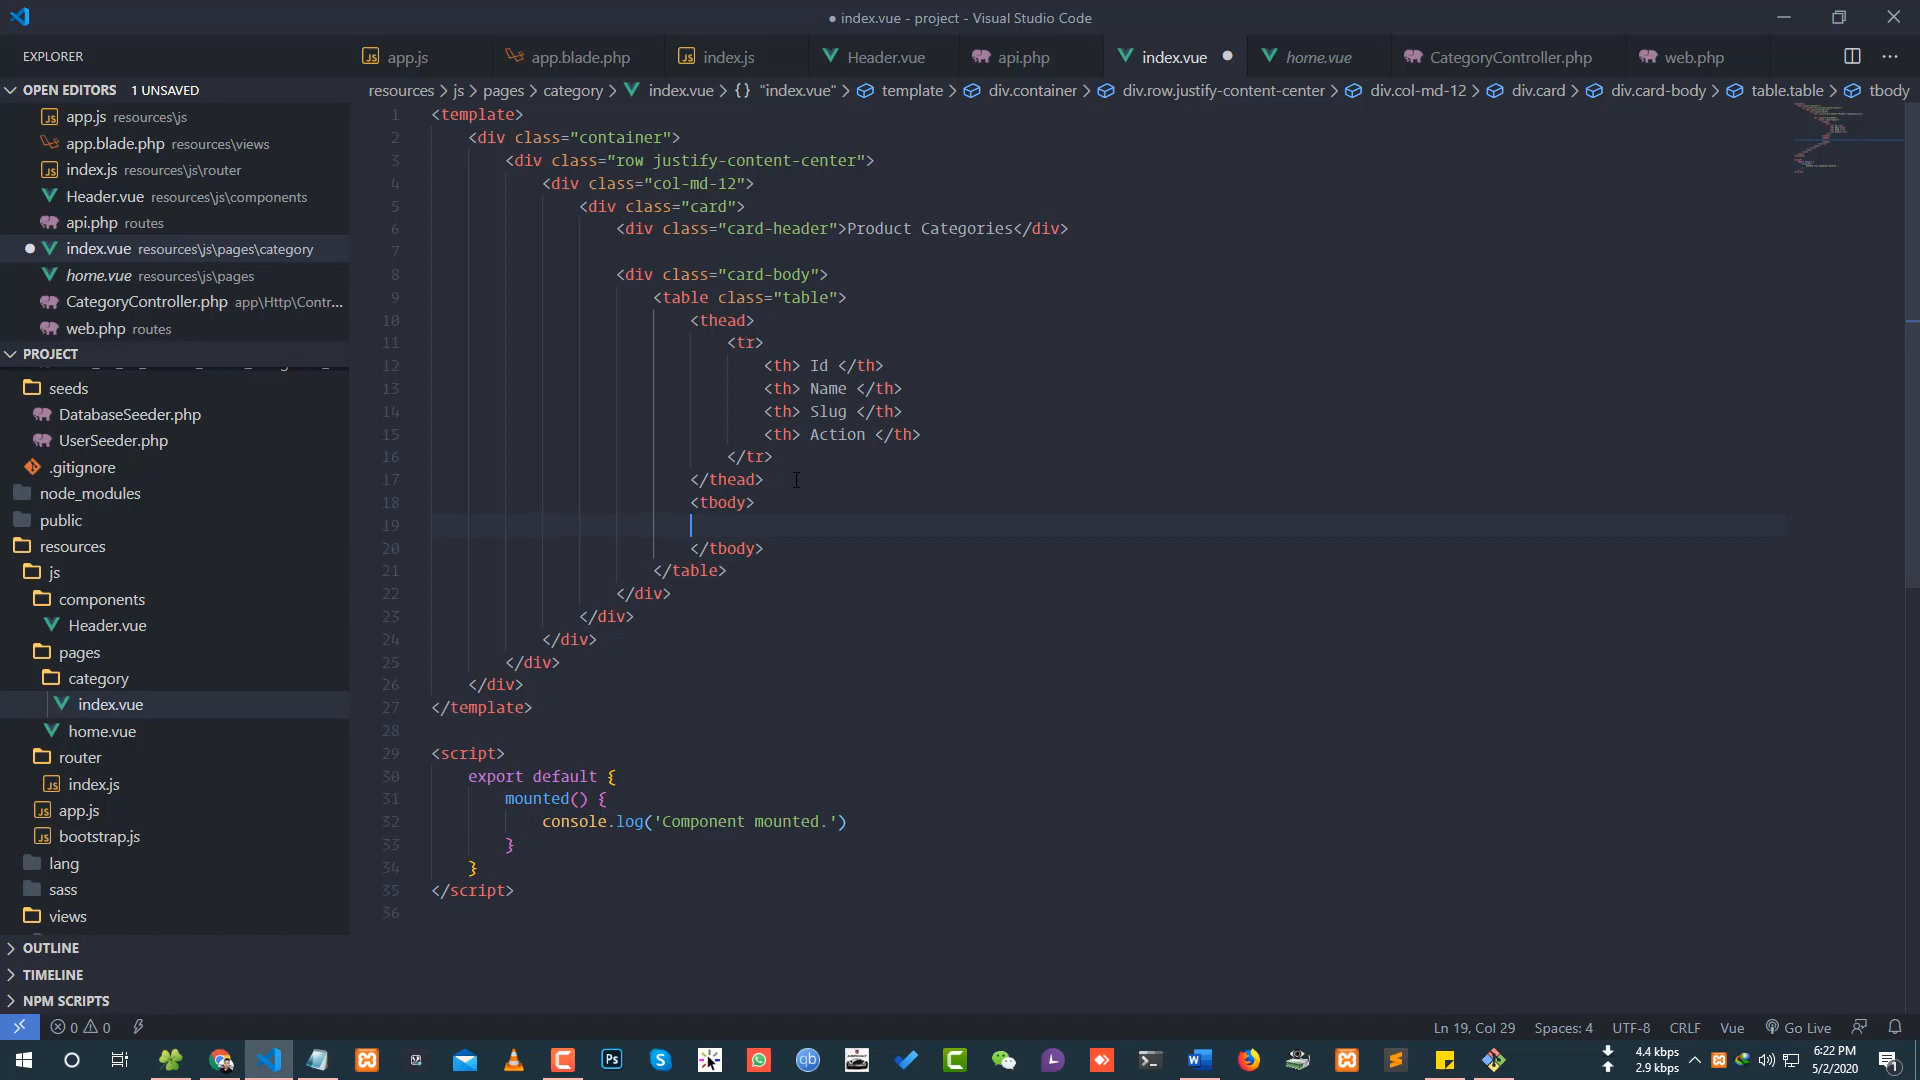 ● index.vue - project - Visual Studio Code
EXPLORER
app.js
app.blade.php
index.js
Header.vue
api.php
index.vue
home.vue
CategoryController.php
web.php
OPEN EDITORS 1 UNSAVED
app.js resources\js
app.blade.php resources\views
index.js resources\js\router
Header.vue resources\js\components
api.php routes
index.vue resources\js\pages\category
home.vue resources\js\pages
CategoryController.php app\Http\Contr...
web.php routes
PROJECT
seeds
DatabaseSeeder.php
UserSeeder.php
.gitignore
node_modules
public
resources
js
components
Header.vue
pages
category
index.vue
home.vue
router
index.js
app.js
bootstrap.js
lang
sass
views
OUTLINE
TIMELINE
NPM SCRIPTS
resources > js > pages > category > index.vue > {} "index.vue" > template > div.container > div.row.justify-content-center > div.col-md-12 > div.card > div.card-body > table.table > tbody
1 <template>
2 <div class="container">
3 <div class="row justify-content-center">
4 <div class="col-md-12">
5 <div class="card">
6 <div class="card-header">Product Categories</div>
7
8 <div class="card-body">
9 <table class="table">
10 <thead>
11 <tr>
12 <th> Id </th>
13 <th> Name </th>
14 <th> Slug </th>
15 <th> Action </th>
16 </tr>
17 </thead>
18 <tbody>
19
20 </tbody>
21 </table>
22 </div>
23 </div>
24 </div>
25 </div>
26 </div>
27 </template>
28
29 <script>
30 export default {
31 mounted() {
32 console.log('Component mounted.')
33 }
34 }
35 </script>
36
0 0
Ln 19, Col 29
Spaces: 4
UTF-8
CRLF
Vue
Go Live
4.4 kbps
2.9 kbps
6:22 PM
5/2/2020